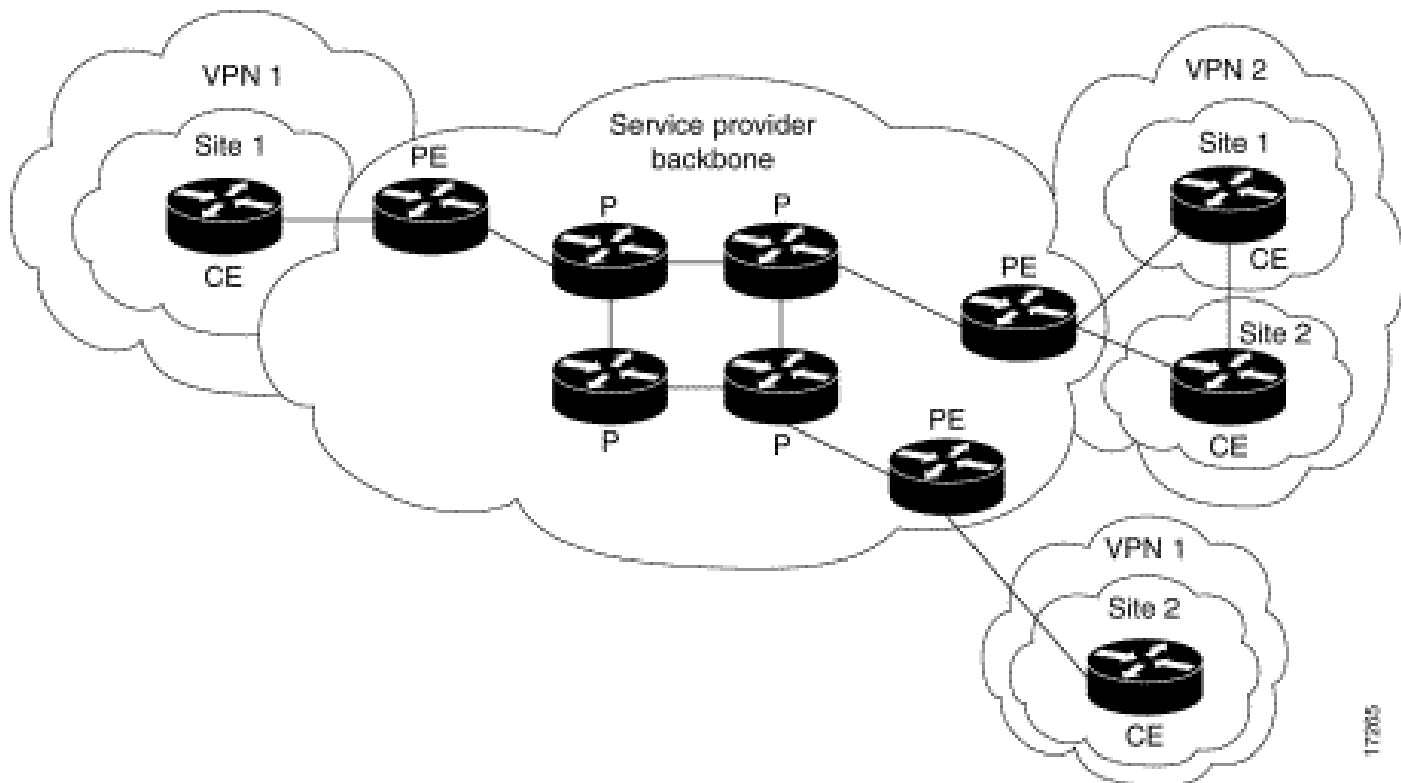 VPN 1
Site 1
CE
PE
Service provider
backbone
P
P
P
P
PE
PE
VPN 2
Site 1
CE
Site 2
CE
VPN 1
Site 2
CE
17265